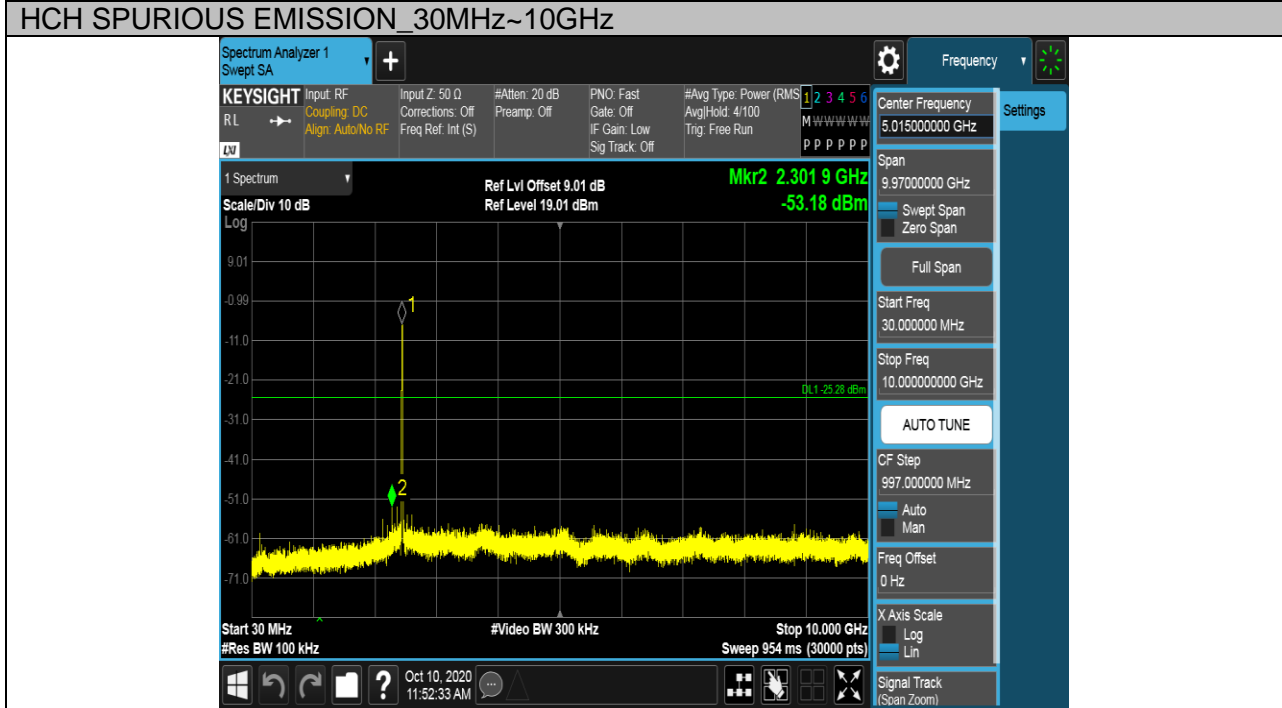 HCH SPURIOUS EMISSION_30MHz~10GHz
Spectrum Analyzer 1
Swept SA
+
Frequency
KEYSIGHT
RL
LXI
Input: RF
Coupling: DC
Align: Auto/No RF
Input Z: 50 Ω
Corrections: Off
Freq Ref: Int (S)
#Atten: 20 dB
Preamp: Off
PNO: Fast
Gate: Off
IF Gain: Low
Sig Track: Off
#Avg Type: Power (RMS
Avg|Hold: 4/100
Trig: Free Run
1 2 3 4 5 6
M W W W W W
P P P P P P
Center Frequency
5.015000000 GHz
Settings
1 Spectrum
Ref Lvl Offset 9.01 dB
Mkr2 2.301 9 GHz
Scale/Div 10 dB
Ref Level 19.01 dBm
-53.18 dBm
Log
9.01
-0.99
-11.0
-21.0
-31.0
-41.0
-51.0
-61.0
-71.0
1
2
DL1 -25.28 dBm
Start 30 MHz
#Video BW 300 kHz
Stop 10.000 GHz
#Res BW 100 kHz
Sweep 954 ms (30000 pts)
Span
9.97000000 GHz
Swept Span
Zero Span
Full Span
Start Freq
30.000000 MHz
Stop Freq
10.000000000 GHz
AUTO TUNE
CF Step
997.000000 MHz
Auto
Man
Freq Offset
0 Hz
X Axis Scale
Log
Lin
Signal Track
(Span Zoom)
?
Oct 10, 2020
11:52:33 AM